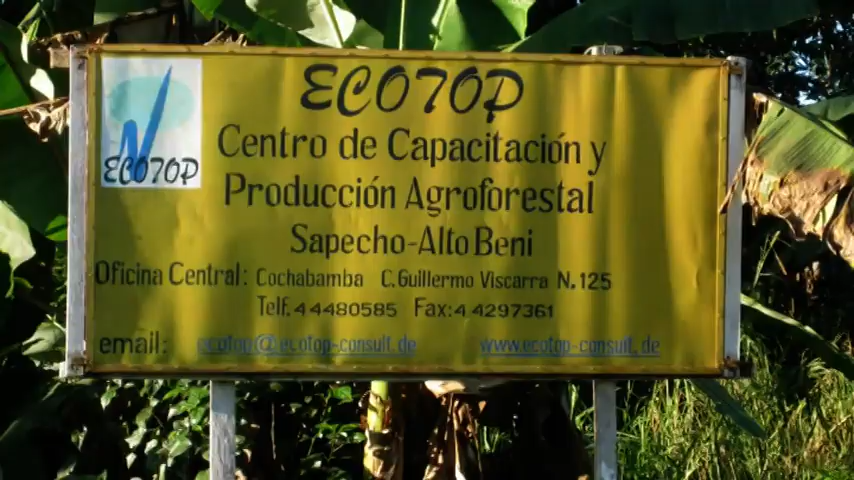 ECOTOP
ECOTOP
Centro de Capacitación y
Producción Agroforestal
Sapecho-Alto Beni
Oficina Central: Cochabamba C. Guillermo Viscarra N. 125
Telf. 4 4480585 Fax: 4 4297361
email: ecotop@ecotop-consult.de www.ecotop-consult.de